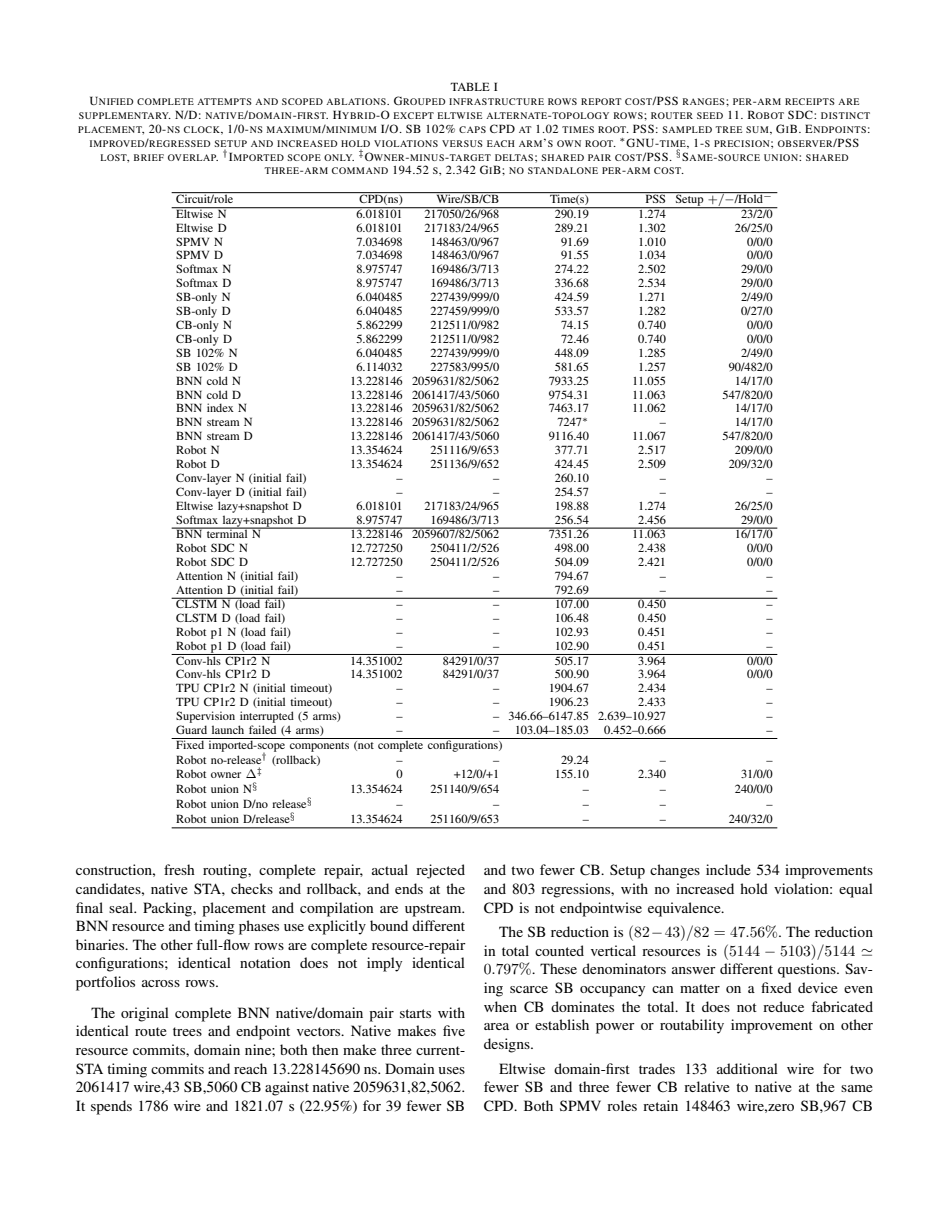 TABLE I
UNIFIED COMPLETE ATTEMPTS AND SCOPED ABLATIONS. GROUPED INFRASTRUCTURE ROWS REPORT COST/PSS RANGES; PER-ARM RECEIPTS ARE
SUPPLEMENTARY. N/D: NATIVE/DOMAIN-FIRST. HYBRID-O EXCEPT ELTWISE ALTERNATE-TOPOLOGY ROWS; ROUTER SEED 11. ROBOT SDC: DISTINCT
PLACEMENT, 20-NS CLOCK, 1/0-NS MAXIMUM/MINIMUM I/O. SB 102% CAPS CPD AT 1.02 TIMES ROOT. PSS: SAMPLED TREE SUM, GIB. ENDPOINTS:
IMPROVED/REGRESSED SETUP AND INCREASED HOLD VIOLATIONS VERSUS EACH ARM'S OWN ROOT. *GNU-TIME, 1-S PRECISION; OBSERVER/PSS
LOST, BRIEF OVERLAP. †IMPORTED SCOPE ONLY. ‡OWNER-MINUS-TARGET DELTAS; SHARED PAIR COST/PSS. §SAME-SOURCE UNION: SHARED
THREE-ARM COMMAND 194.52 S, 2.342 GIB; NO STANDALONE PER-ARM COST.
Circuit/role CPD(ns) Wire/SB/CB Time(s) PSS Setup +/−/Hold−
Eltwise N 6.018101 217050/26/968 290.19 1.274 23/2/0
Eltwise D 6.018101 217183/24/965 289.21 1.302 26/25/0
SPMV N 7.034698 148463/0/967 91.69 1.010 0/0/0
SPMV D 7.034698 148463/0/967 91.55 1.034 0/0/0
Softmax N 8.975747 169486/3/713 274.22 2.502 29/0/0
Softmax D 8.975747 169486/3/713 336.68 2.534 29/0/0
SB-only N 6.040485 227439/999/0 424.59 1.271 2/49/0
SB-only D 6.040485 227459/999/0 533.57 1.282 0/27/0
CB-only N 5.862299 212511/0/982 74.15 0.740 0/0/0
CB-only D 5.862299 212511/0/982 72.46 0.740 0/0/0
SB 102% N 6.040485 227439/999/0 448.09 1.285 2/49/0
SB 102% D 6.114032 227583/995/0 581.65 1.257 90/482/0
BNN cold N 13.228146 2059631/82/5062 7933.25 11.055 14/17/0
BNN cold D 13.228146 2061417/43/5060 9754.31 11.063 547/820/0
BNN index N 13.228146 2059631/82/5062 7463.17 11.062 14/17/0
BNN stream N 13.228146 2059631/82/5062 7247* – 14/17/0
BNN stream D 13.228146 2061417/43/5060 9116.40 11.067 547/820/0
Robot N 13.354624 251116/9/653 377.71 2.517 209/0/0
Robot D 13.354624 251136/9/652 424.45 2.509 209/32/0
Conv-layer N (initial fail) – – 260.10 – –
Conv-layer D (initial fail) – – 254.57 – –
Eltwise lazy+snapshot D 6.018101 217183/24/965 198.88 1.274 26/25/0
Softmax lazy+snapshot D 8.975747 169486/3/713 256.54 2.456 29/0/0
BNN terminal N 13.228146 2059607/82/5062 7351.26 11.063 16/17/0
Robot SDC N 12.727250 250411/2/526 498.00 2.438 0/0/0
Robot SDC D 12.727250 250411/2/526 504.09 2.421 0/0/0
Attention N (initial fail) – – 794.67 – –
Attention D (initial fail) – – 792.69 – –
CLSTM N (load fail) – – 107.00 0.450 –
CLSTM D (load fail) – – 106.48 0.450 –
Robot p1 N (load fail) – – 102.93 0.451 –
Robot p1 D (load fail) – – 102.90 0.451 –
Conv-hls CP1r2 N 14.351002 84291/0/37 505.17 3.964 0/0/0
Conv-hls CP1r2 D 14.351002 84291/0/37 500.90 3.964 0/0/0
TPU CP1r2 N (initial timeout) – – 1904.67 2.434 –
TPU CP1r2 D (initial timeout) – – 1906.23 2.433 –
Supervision interrupted (5 arms) – – 346.66–6147.85 2.639–10.927 –
Guard launch failed (4 arms) – – 103.04–185.03 0.452–0.666 –
Fixed imported-scope components (not complete configurations)
Robot no-release† (rollback) – – 29.24 – –
Robot owner Δ‡ 0 +12/0/+1 155.10 2.340 31/0/0
Robot union N§ 13.354624 251140/9/654 – – 240/0/0
Robot union D/no release§ – – – – –
Robot union D/release§ 13.354624 251160/9/653 – – 240/32/0
construction, fresh routing, complete repair, actual rejected
candidates, native STA, checks and rollback, and ends at the
final seal. Packing, placement and compilation are upstream.
BNN resource and timing phases use explicitly bound different
binaries. The other full-flow rows are complete resource-repair
configurations; identical notation does not imply identical
portfolios across rows.
The original complete BNN native/domain pair starts with
identical route trees and endpoint vectors. Native makes five
resource commits, domain nine; both then make three current-
STA timing commits and reach 13.228145690 ns. Domain uses
2061417 wire,43 SB,5060 CB against native 2059631,82,5062.
It spends 1786 wire and 1821.07 s (22.95%) for 39 fewer SB
and two fewer CB. Setup changes include 534 improvements
and 803 regressions, with no increased hold violation: equal
CPD is not endpointwise equivalence.
The SB reduction is (82−43)/82 = 47.56%. The reduction
in total counted vertical resources is (5144 − 5103)/5144 ≃
0.797%. These denominators answer different questions. Sav-
ing scarce SB occupancy can matter on a fixed device even
when CB dominates the total. It does not reduce fabricated
area or establish power or routability improvement on other
designs.
Eltwise domain-first trades 133 additional wire for two
fewer SB and three fewer CB relative to native at the same
CPD. Both SPMV roles retain 148463 wire,zero SB,967 CB